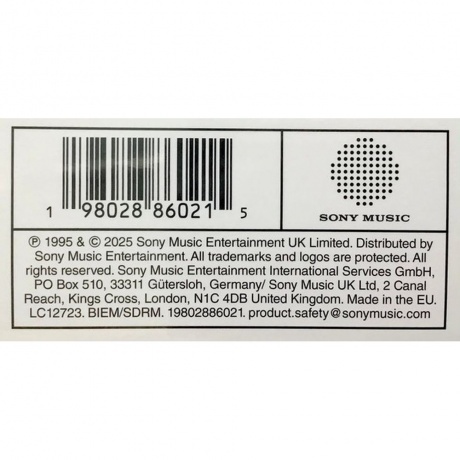 1 98028 86021 5
SONY MUSIC
℗ 1995 & © 2025 Sony Music Entertainment UK Limited. Distributed by
Sony Music Entertainment. All trademarks and logos are protected. All
rights reserved. Sony Music Entertainment International Services GmbH,
PO Box 510, 33311 Gütersloh, Germany/ Sony Music UK Ltd, 2 Canal
Reach, Kings Cross, London, N1C 4DB United Kingdom. Made in the EU.
LC12723. BIEM/SDRM. 19802886021. product.safety@sonymusic.com